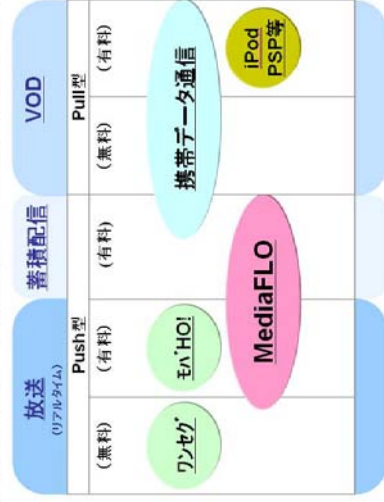 放送
(リアルタイム)
蓄積配信
VOD
Push型
Pull型
(無料)
(有料)
(有料)
(無料)
(有料)
ワンセグ
モバHO!
携帯データ通信
MediaFLO
iPod
PSP等